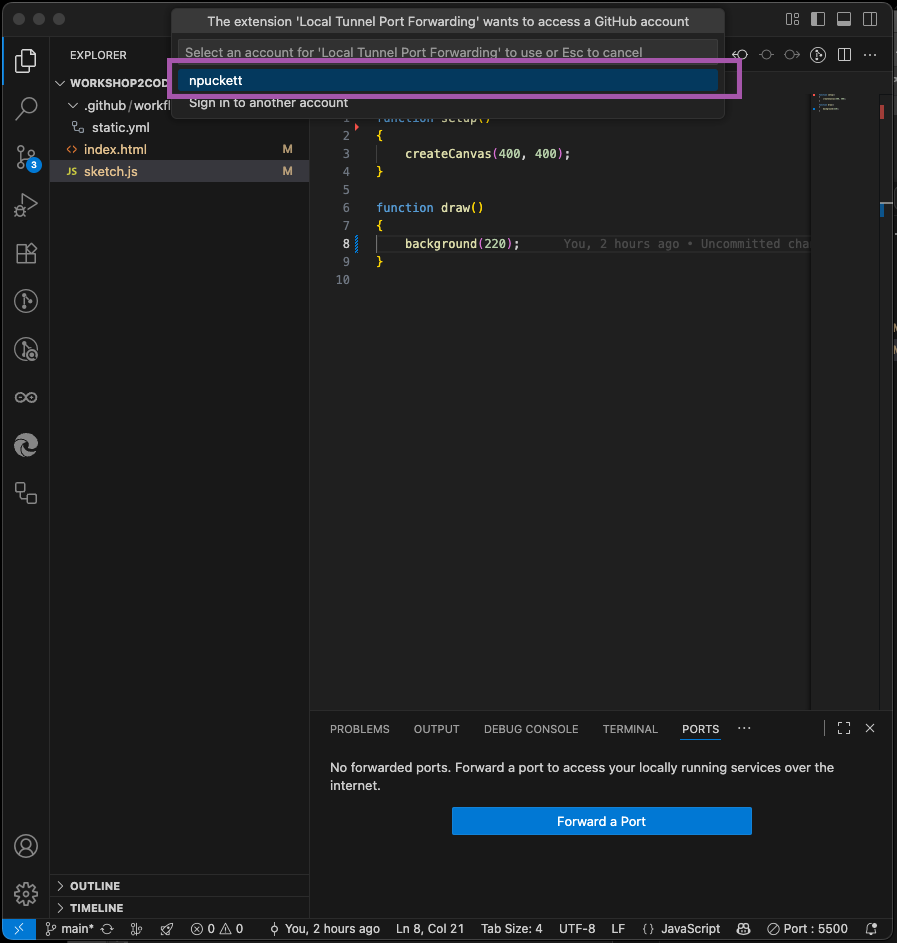 The extension 'Local Tunnel Port Forwarding' wants to access a GitHub account
Select an account for 'Local Tunnel Port Forwarding' to use or Esc to cancel
npuckett
Sign in to another account
EXPLORER
WORKSHOP2COD
.github/workfl
static.yml
index.html M
JS sketch.js M
3
1 function setup()
2 {
3 createCanvas(400, 400);
4 }
5
6 function draw()
7 {
8 background(220); You, 2 hours ago • Uncommitted cha
9 }
10
PROBLEMS OUTPUT DEBUG CONSOLE TERMINAL PORTS ···
No forwarded ports. Forward a port to access your locally running services over the
internet.
Forward a Port
OUTLINE
TIMELINE
main* 0 0 You, 2 hours ago Ln 8, Col 21 Tab Size: 4 UTF-8 LF {} JavaScript Port : 5500